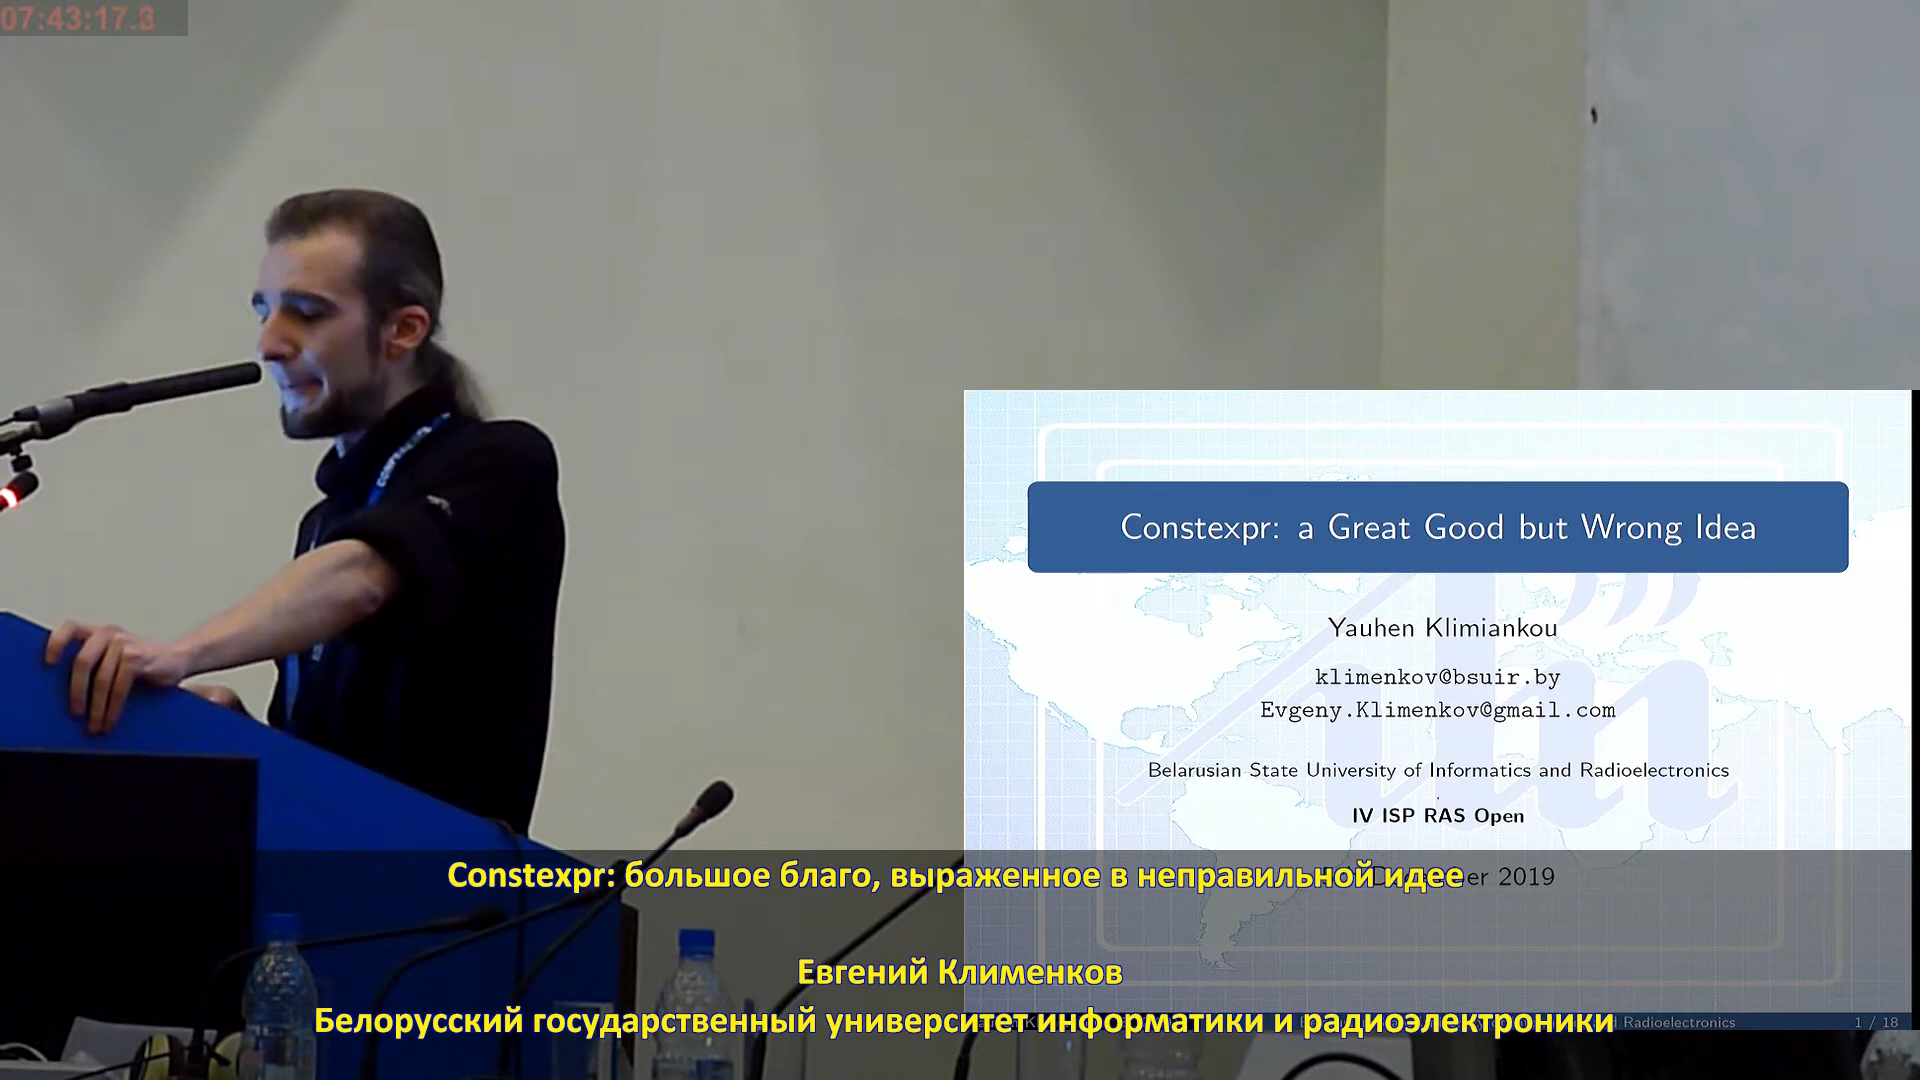 07:43:17.3
Constexpr: a Great Good but Wrong Idea
Yauhen Klimiankou
klimenkov@bsuir.by
Evgeny.Klimenkov@gmail.com
Belarusian State University of Informatics and Radioelectronics
IV ISP RAS Open
2019
Constexpr: большое благо, выраженное в неправильной идее
Евгений Клименков
Белорусский государственный университет информатики и радиоэлектроники
Radioelectronics
1 / 18